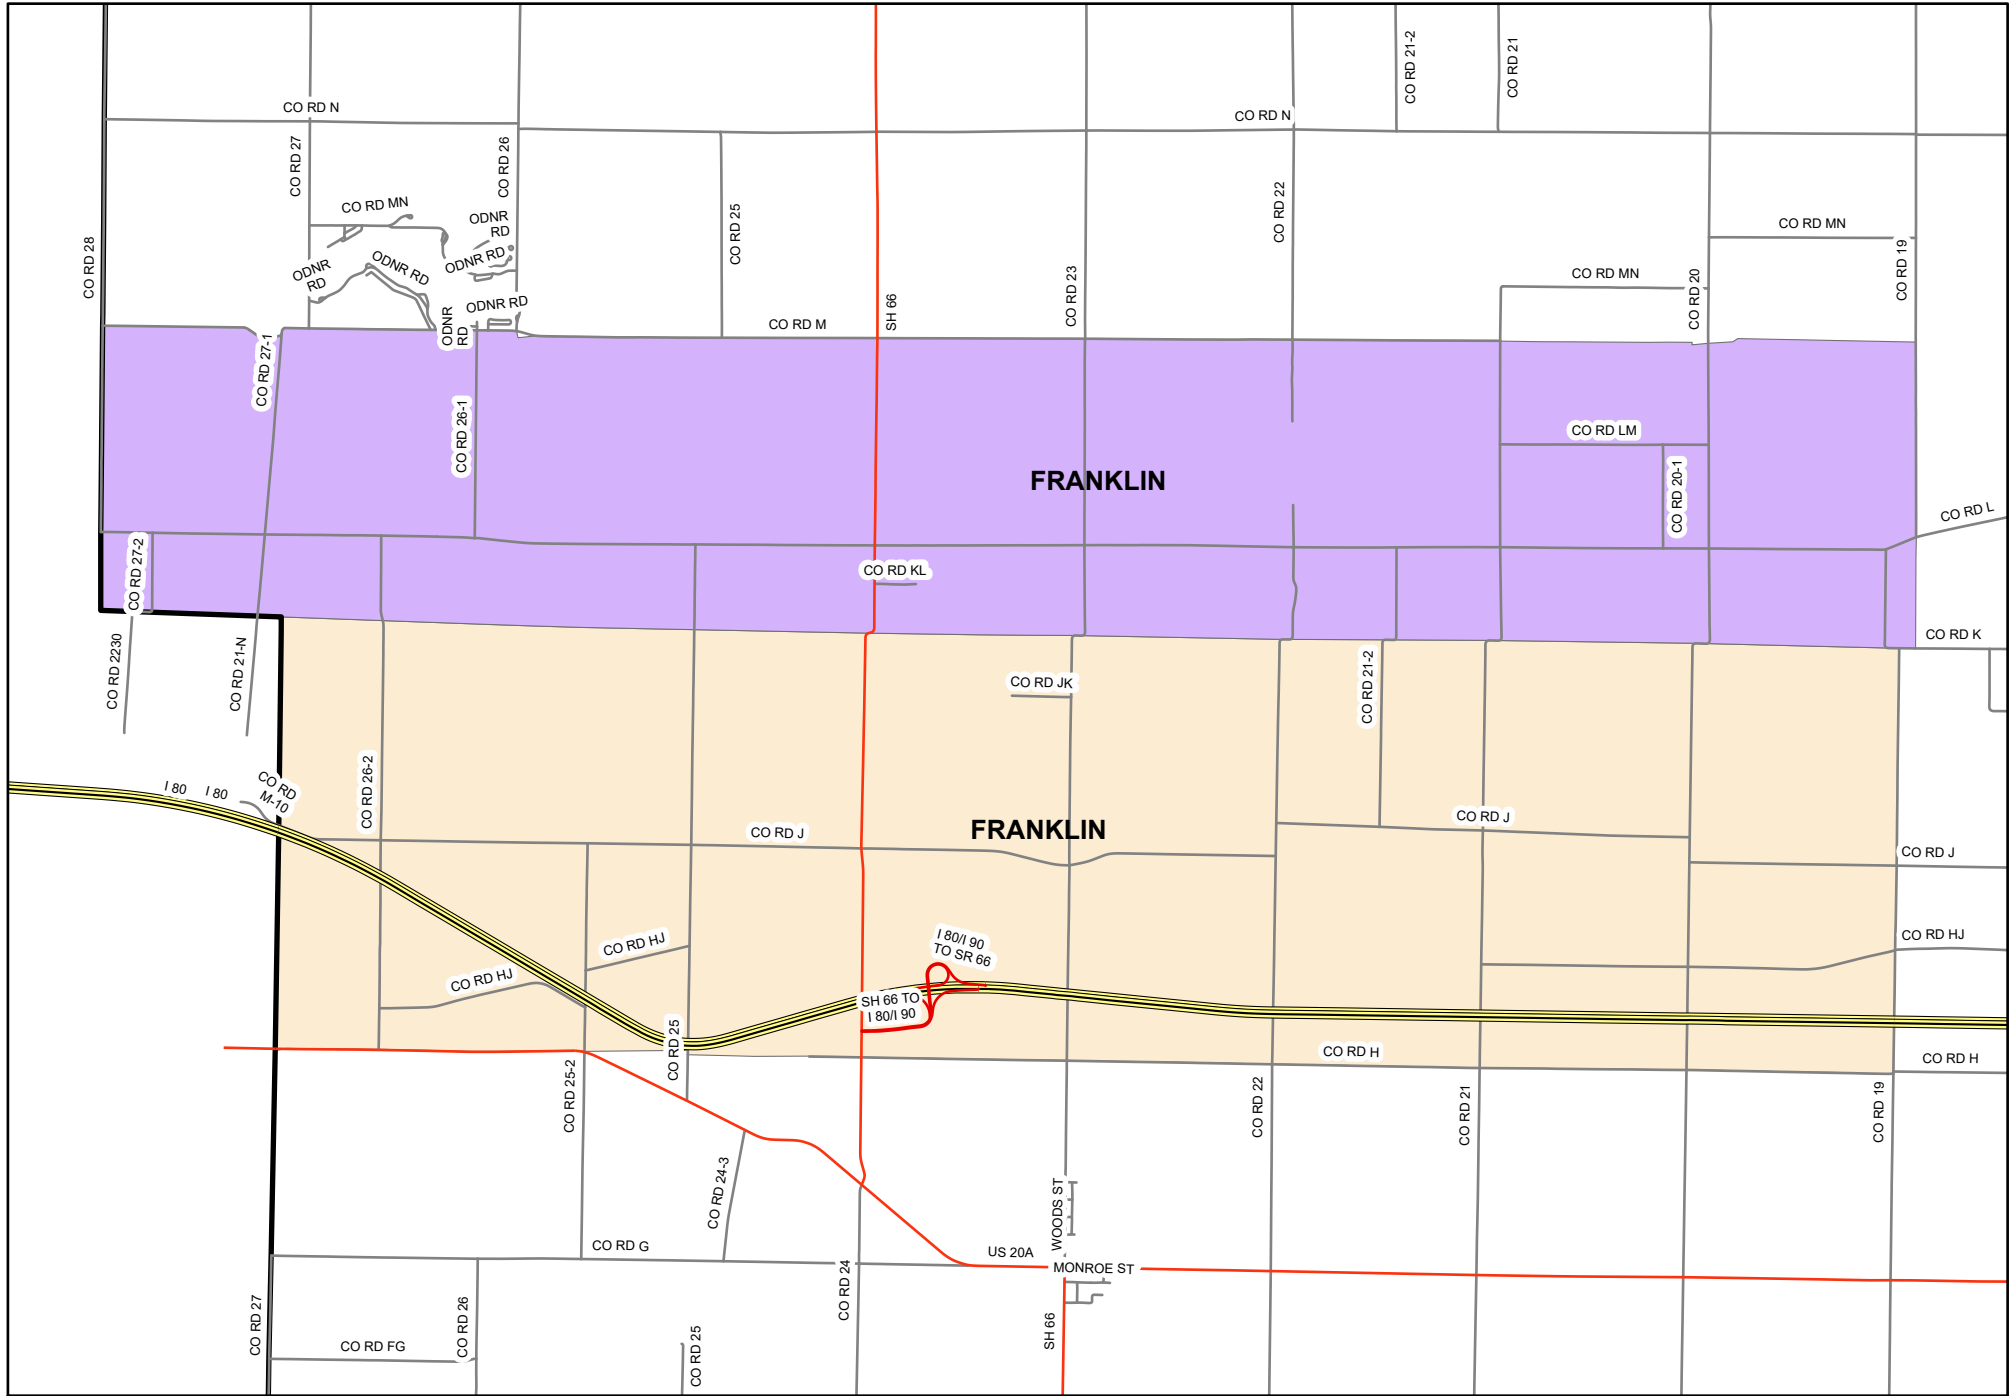 CO RD 21-2
CO RD 21
CO RD N
CO RD N
CO RD 27
CO RD 26
CO RD MN
ODNR
RD
CO RD 25
CO RD 22
CO RD MN
CO RD 28
ODNR
RD
ODNR RD
ODNR RD
CO RD 23
CO RD MN
CO RD 20
CO RD 19
ODNR RD
ODNR
RD
CO RD M
SH 66
CO RD 27-1
CO RD 26-1
CO RD LM
FRANKLIN
CO RD 20-1
CO RD L
CO RD 27-2
CO RD KL
CO RD K
CO RD 2230
CO RD 21-N
CO RD JK
CO RD 21-2
CO RD 26-2
I 80
I 80
CO RD
M-10
CO RD J
FRANKLIN
CO RD J
CO RD J
CO RD HJ
CO RD HJ
I 80/I 90
TO SR 66
CO RD HJ
SH 66 TO
I 80/I 90
CO RD 25
CO RD H
CO RD H
CO RD 25-2
CO RD 22
CO RD 21
CO RD 19
CO RD 24-3
WOODS ST
CO RD G
US 20A
MONROE ST
CO RD 24
CO RD 27
CO RD 26
CO RD FG
CO RD 25
SH 66